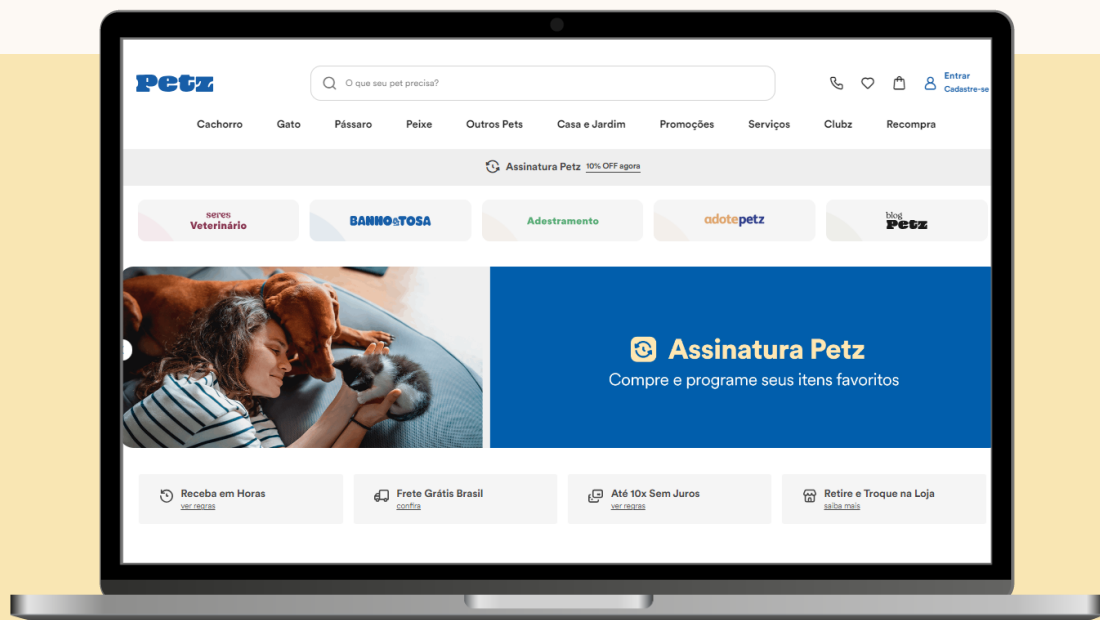 Petz
O que seu pet precisa?
Entrar
Cadastre-se
Cachorro Gato Pássaro Peixe Outros Pets Casa e Jardim Promoções Serviços Clubz Recompra
Assinatura Petz 10% OFF agora
seres
Veterinário
BANHO & TOSA
Adestramento
adotepetz
blog
Petz
Assinatura Petz
Compre e programe seus itens favoritos
Receba em Horas
ver regras
Frete Grátis Brasil
confira
Até 10x Sem Juros
ver regras
Retire e Troque na Loja
saiba mais